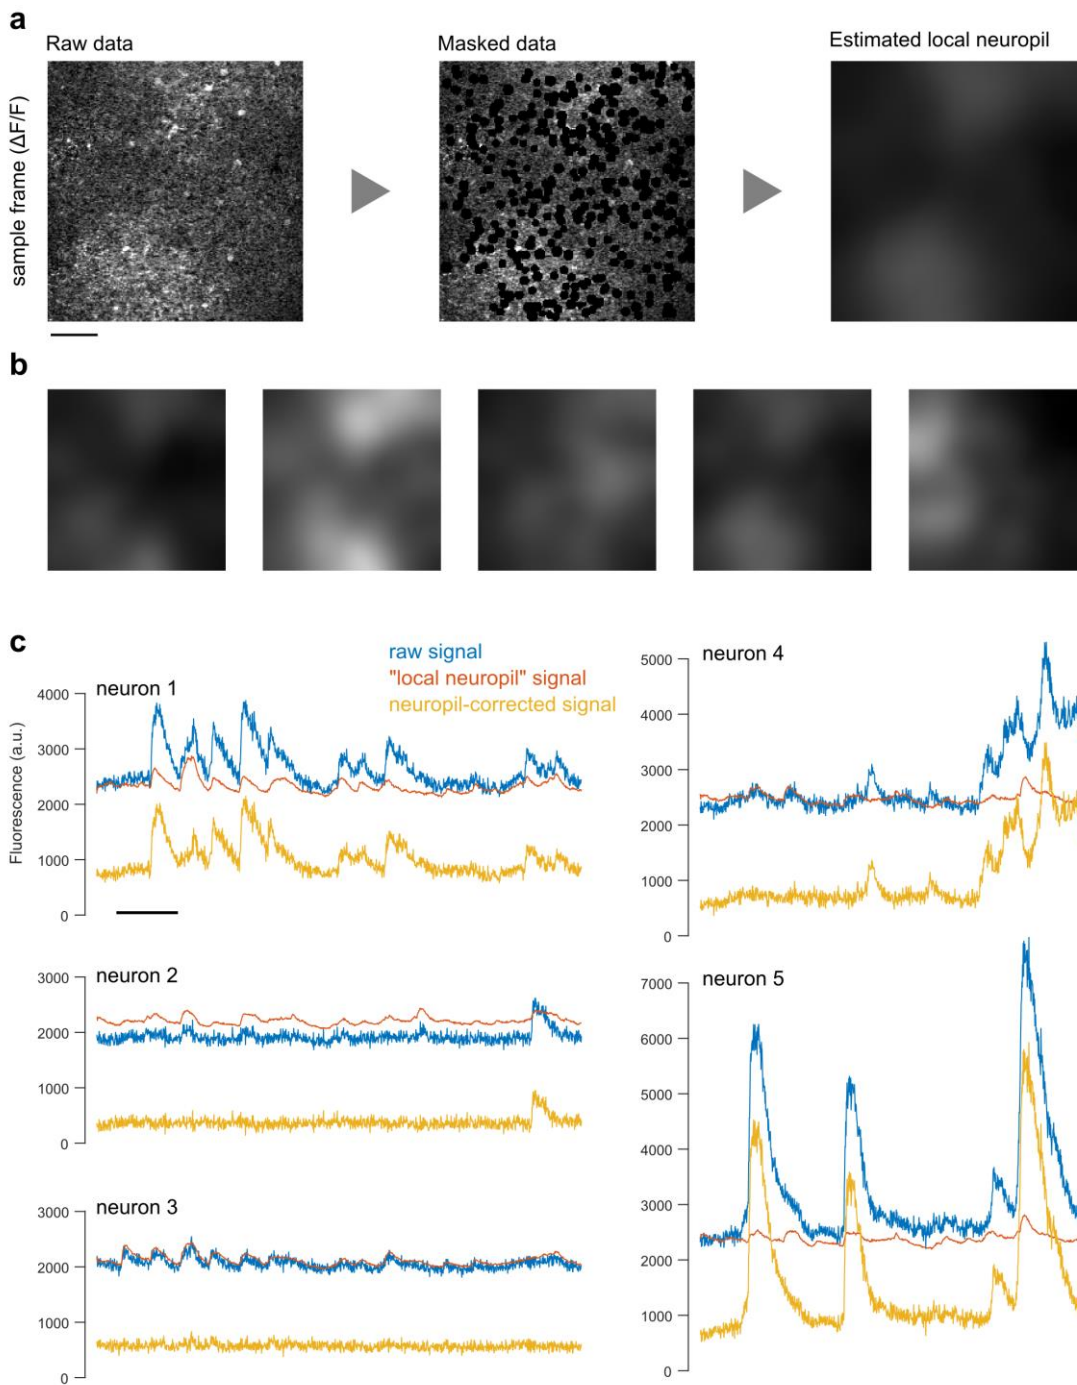 a
Raw data
Masked data
Estimated local neuropil
sample frame (ΔF/F)
b
c
raw signal
"local neuropil" signal
neuropil-corrected signal
neuron 1
Fluorescence (a.u.)
4000
3000
2000
1000
0
neuron 2
3000
2000
1000
0
neuron 3
3000
2000
1000
0
neuron 4
5000
4000
3000
2000
1000
0
neuron 5
7000
6000
5000
4000
3000
2000
1000
0